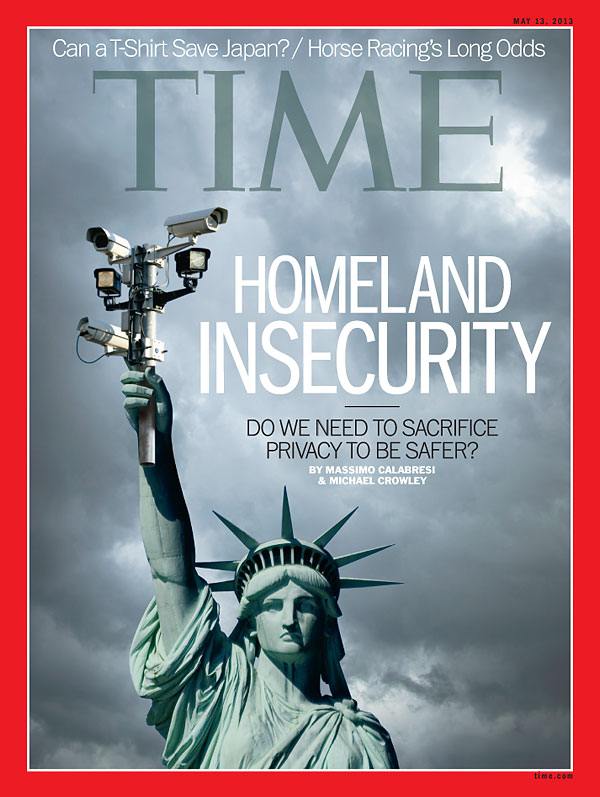 MAY 13, 2013
Can a T-Shirt Save Japan? / Horse Racing's Long Odds
TIME
HOMELAND
INSECURITY
DO WE NEED TO SACRIFICE
PRIVACY TO BE SAFER?
BY MASSIMO CALABRESI
& MICHAEL CROWLEY
time.com